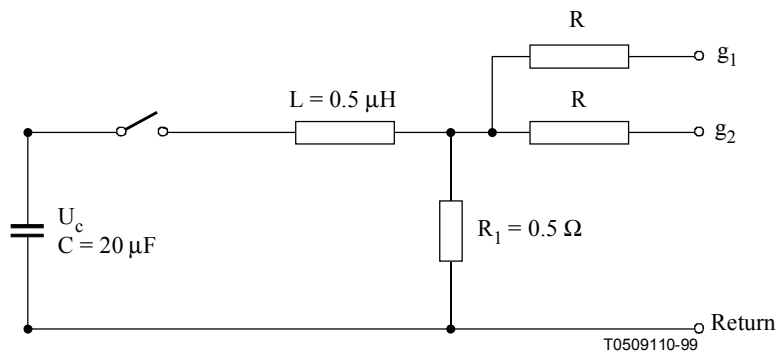 R
g1
L = 0.5 µH
R
g2
Uc
C = 20 µF
R1 = 0.5 Ω
Return
T0509110-99